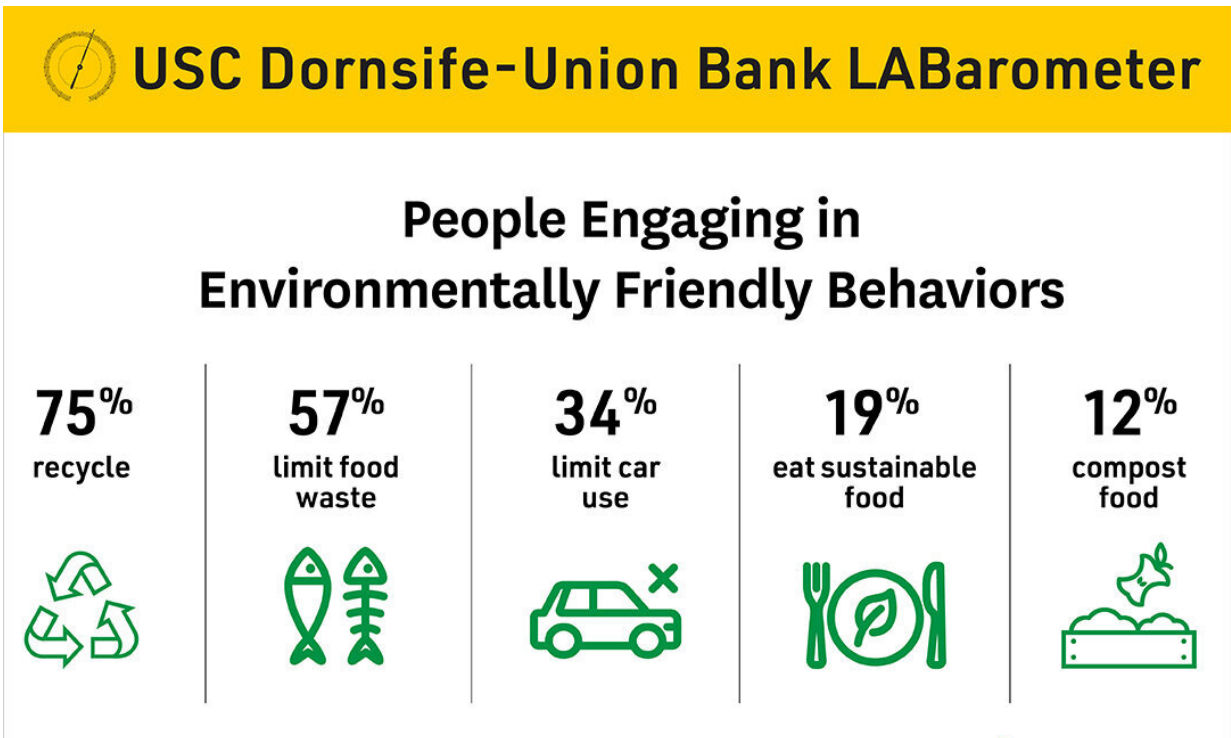 USC Dornsife-Union Bank LABarometer
People Engaging in
Environmentally Friendly Behaviors
75%
recycle
57%
limit food
waste
34%
limit car
use
19%
eat sustainable
food
12%
compost
food